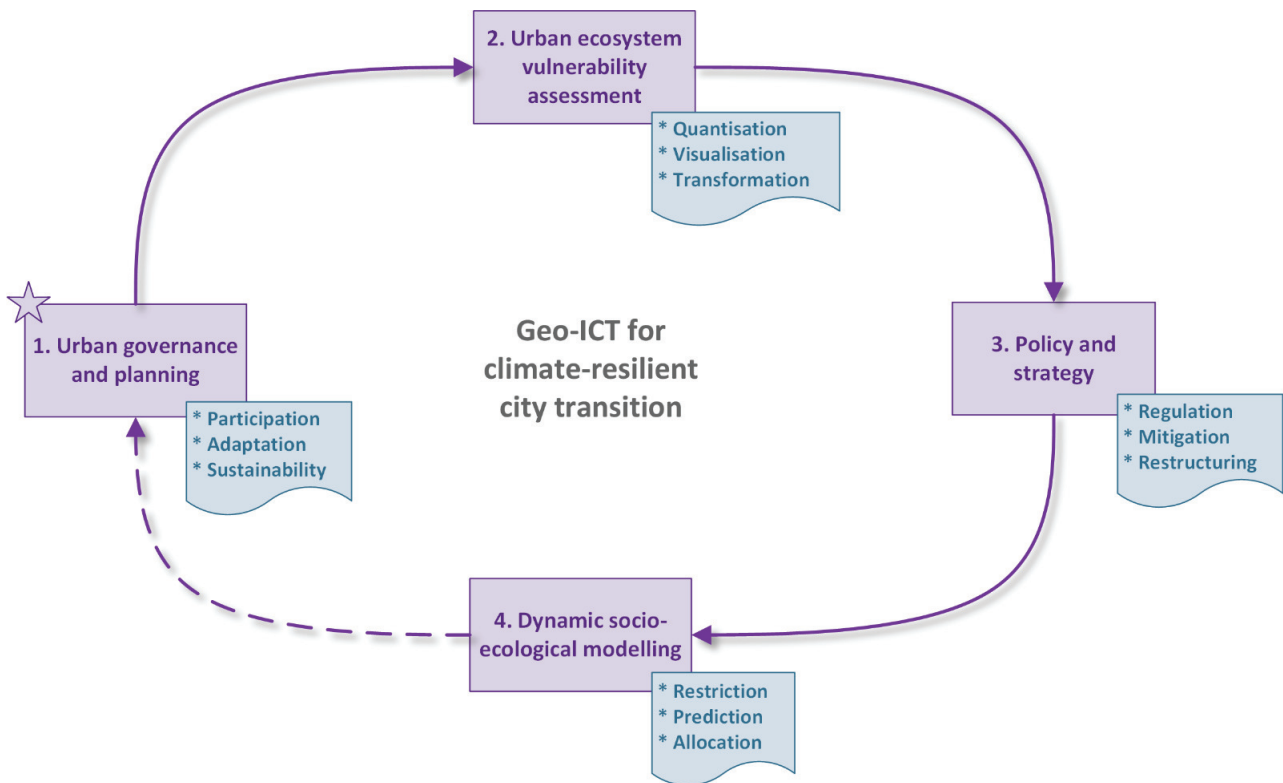 2. Urban ecosystem
vulnerability
assessment
* Quantisation
* Visualisation
* Transformation
1. Urban governance
and planning
* Participation
* Adaptation
* Sustainability
Geo-ICT for
climate-resilient
city transition
3. Policy and
strategy
* Regulation
* Mitigation
* Restructuring
4. Dynamic socio-
ecological modelling
* Restriction
* Prediction
* Allocation